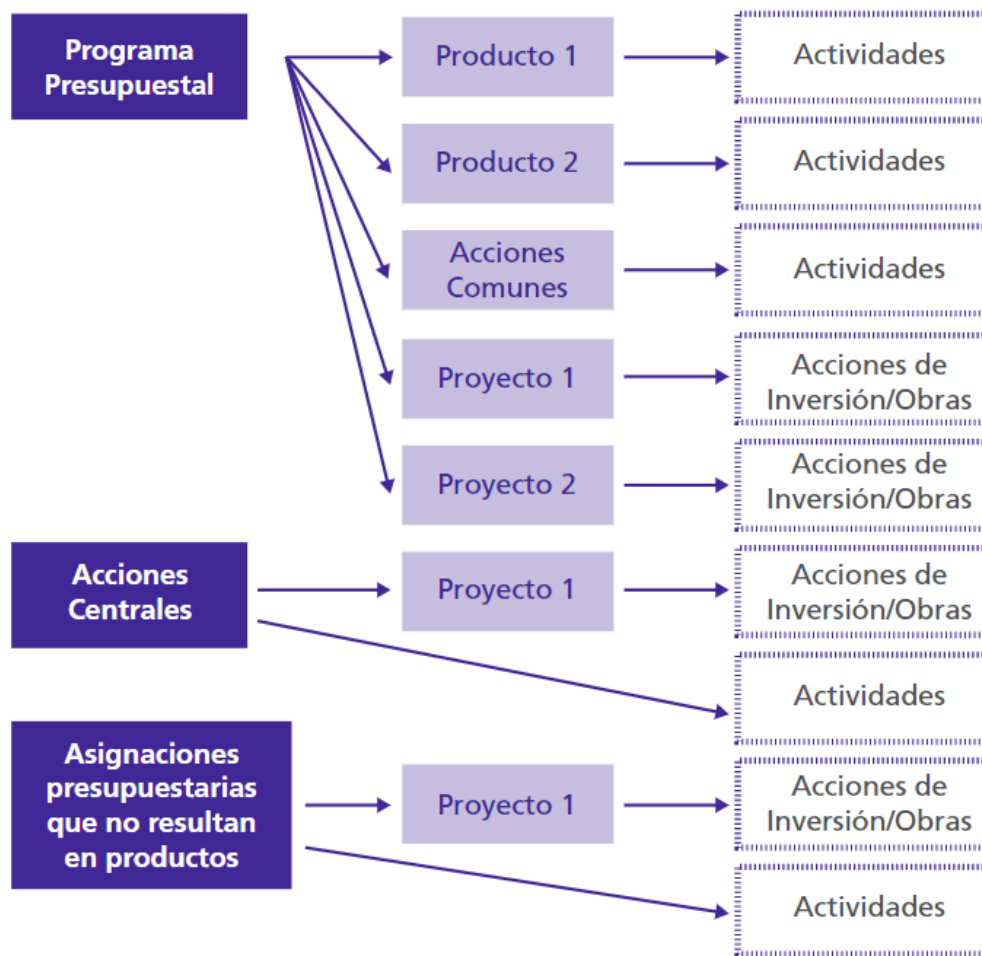 Programa
Presupuestal
Producto 1
Actividades
Producto 2
Actividades
Acciones
Comunes
Actividades
Proyecto 1
Acciones de
Inversión/Obras
Proyecto 2
Acciones de
Inversión/Obras
Acciones
Centrales
Proyecto 1
Acciones de
Inversión/Obras
Actividades
Asignaciones
presupuestarias
que no resultan
en productos
Proyecto 1
Acciones de
Inversión/Obras
Actividades